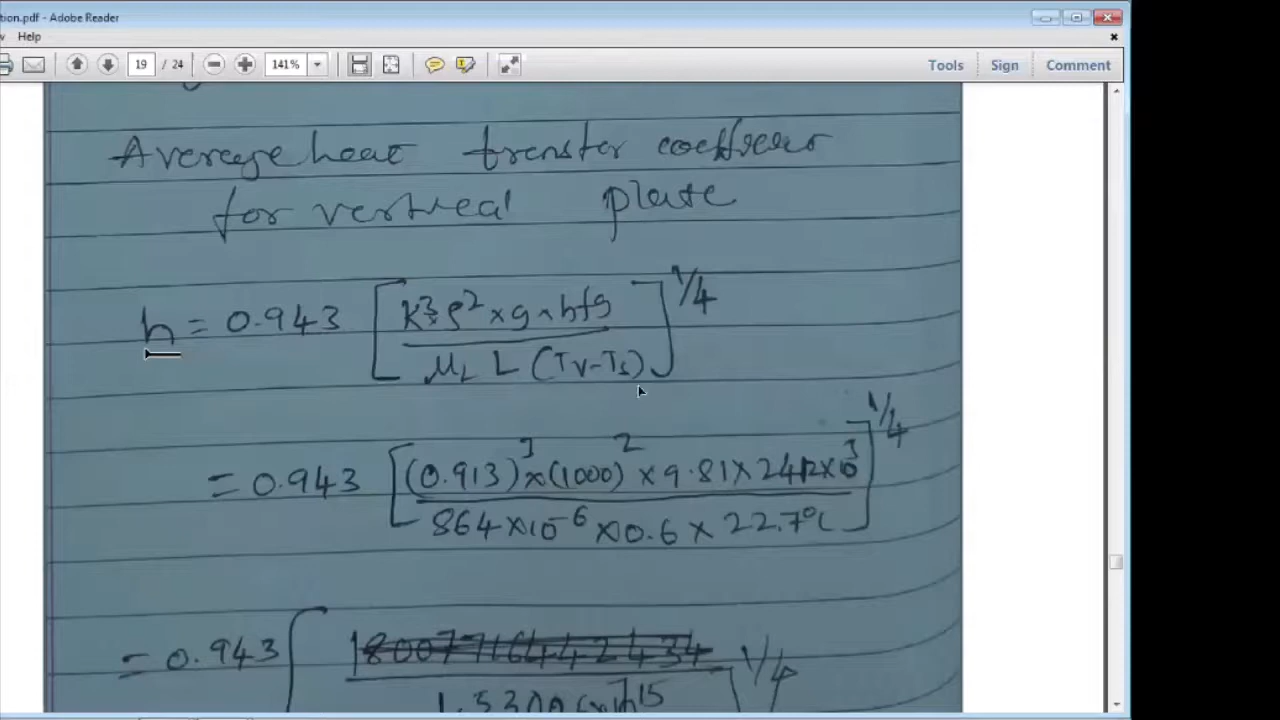 tion.pdf - Adobe Reader
Help
19 / 24 141% Tools Sign Comment
Average heat transfer coefficient
for vertical plate
h = 0.943 [ K³ × ρ² × g × hfg / μL L (Tv-Ts) ]^1/4
= 0.943 [ (0.913)³ × (1000)² × 9.81 × 2412 × 10³ / 864 × 10⁻⁶ × 0.6 × 22.7°C ]^1/4
= 0.943 [ ]^1/4